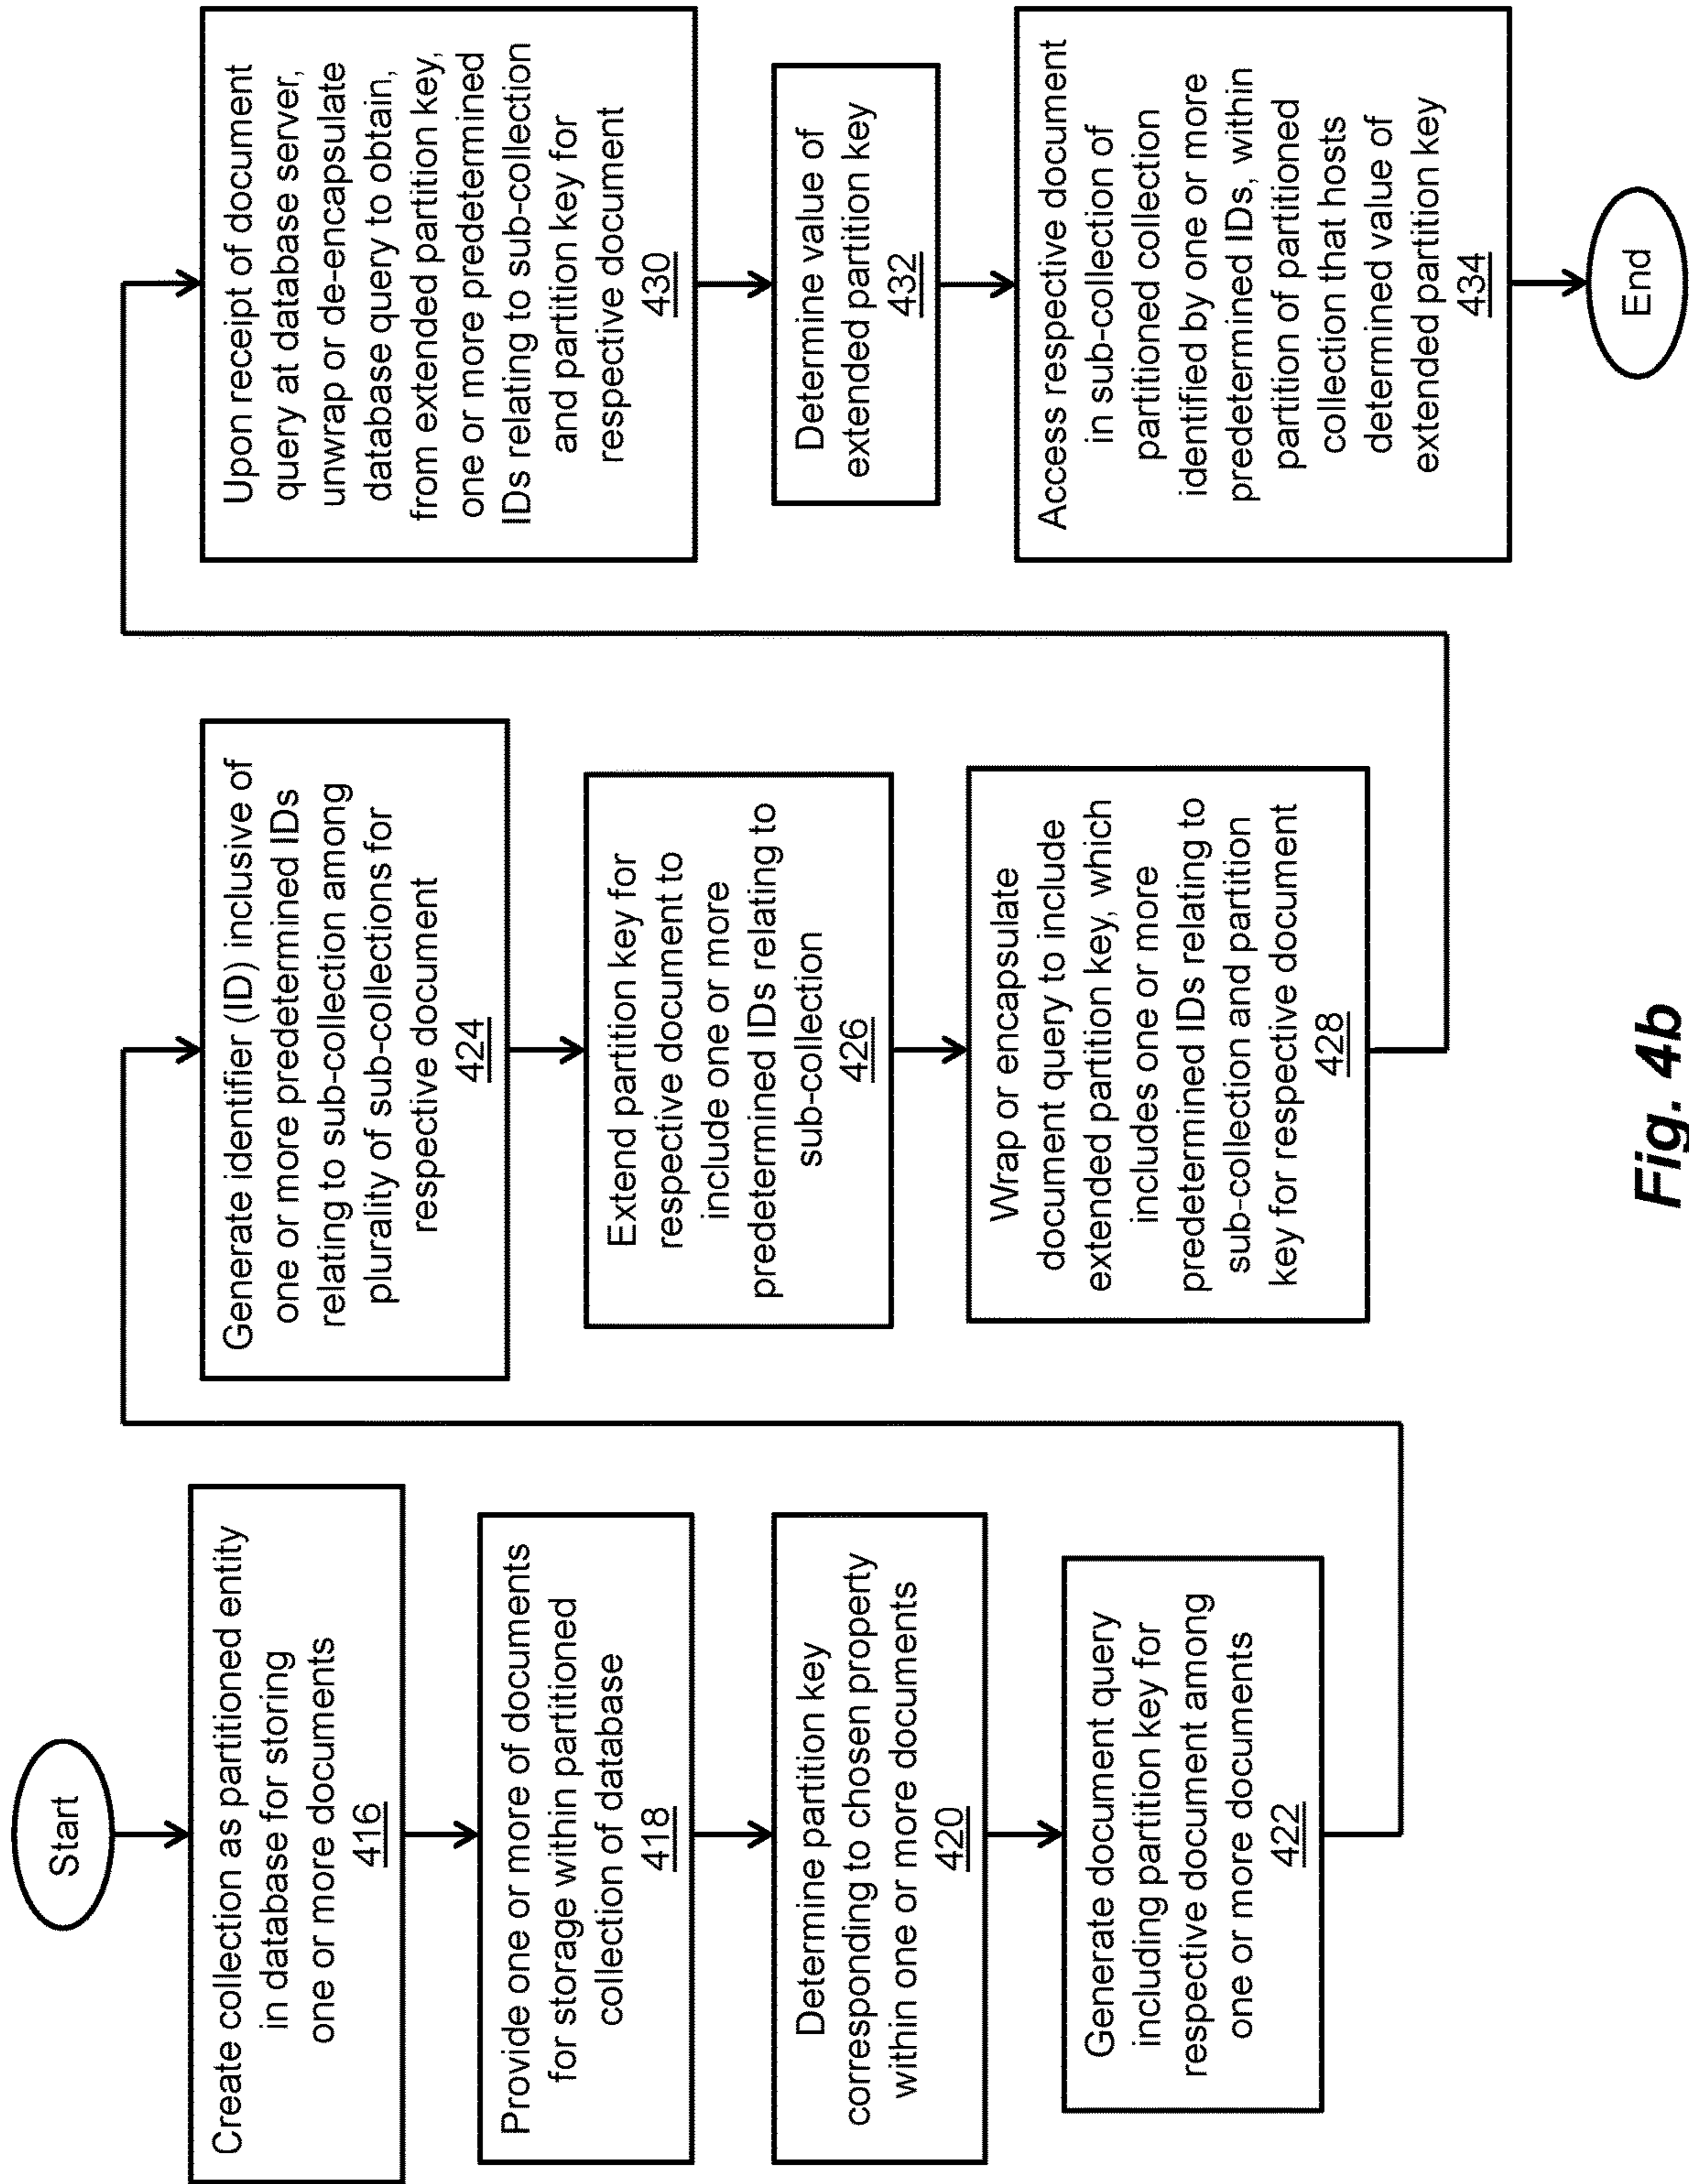 Start
Create collection as partitioned entity
in database for storing
one or more documents
416
Provide one or more of documents
for storage within partitioned
collection of database
418
Determine partition key
corresponding to chosen property
within one or more documents
420
Generate document query
including partition key for
respective document among
one or more documents
422
Generate identifier (ID) inclusive of
one or more predetermined IDs
relating to sub-collection among
plurality of sub-collections for
respective document
424
Extend partition key for
respective document to
include one or more
predetermined IDs relating to
sub-collection
426
Wrap or encapsulate
document query to include
extended partition key, which
includes one or more
predetermined IDs relating to
sub-collection and partition
key for respective document
428
Upon receipt of document
query at database server,
unwrap or de-encapsulate
database query to obtain,
from extended partition key,
one or more predetermined
IDs relating to sub-collection
and partition key for
respective document
430
Determine value of
extended partition key
432
Access respective document
in sub-collection of
partitioned collection
identified by one or more
predetermined IDs, within
partition of partitioned
collection that hosts
determined value of
extended partition key
434
End
Fig. 4b